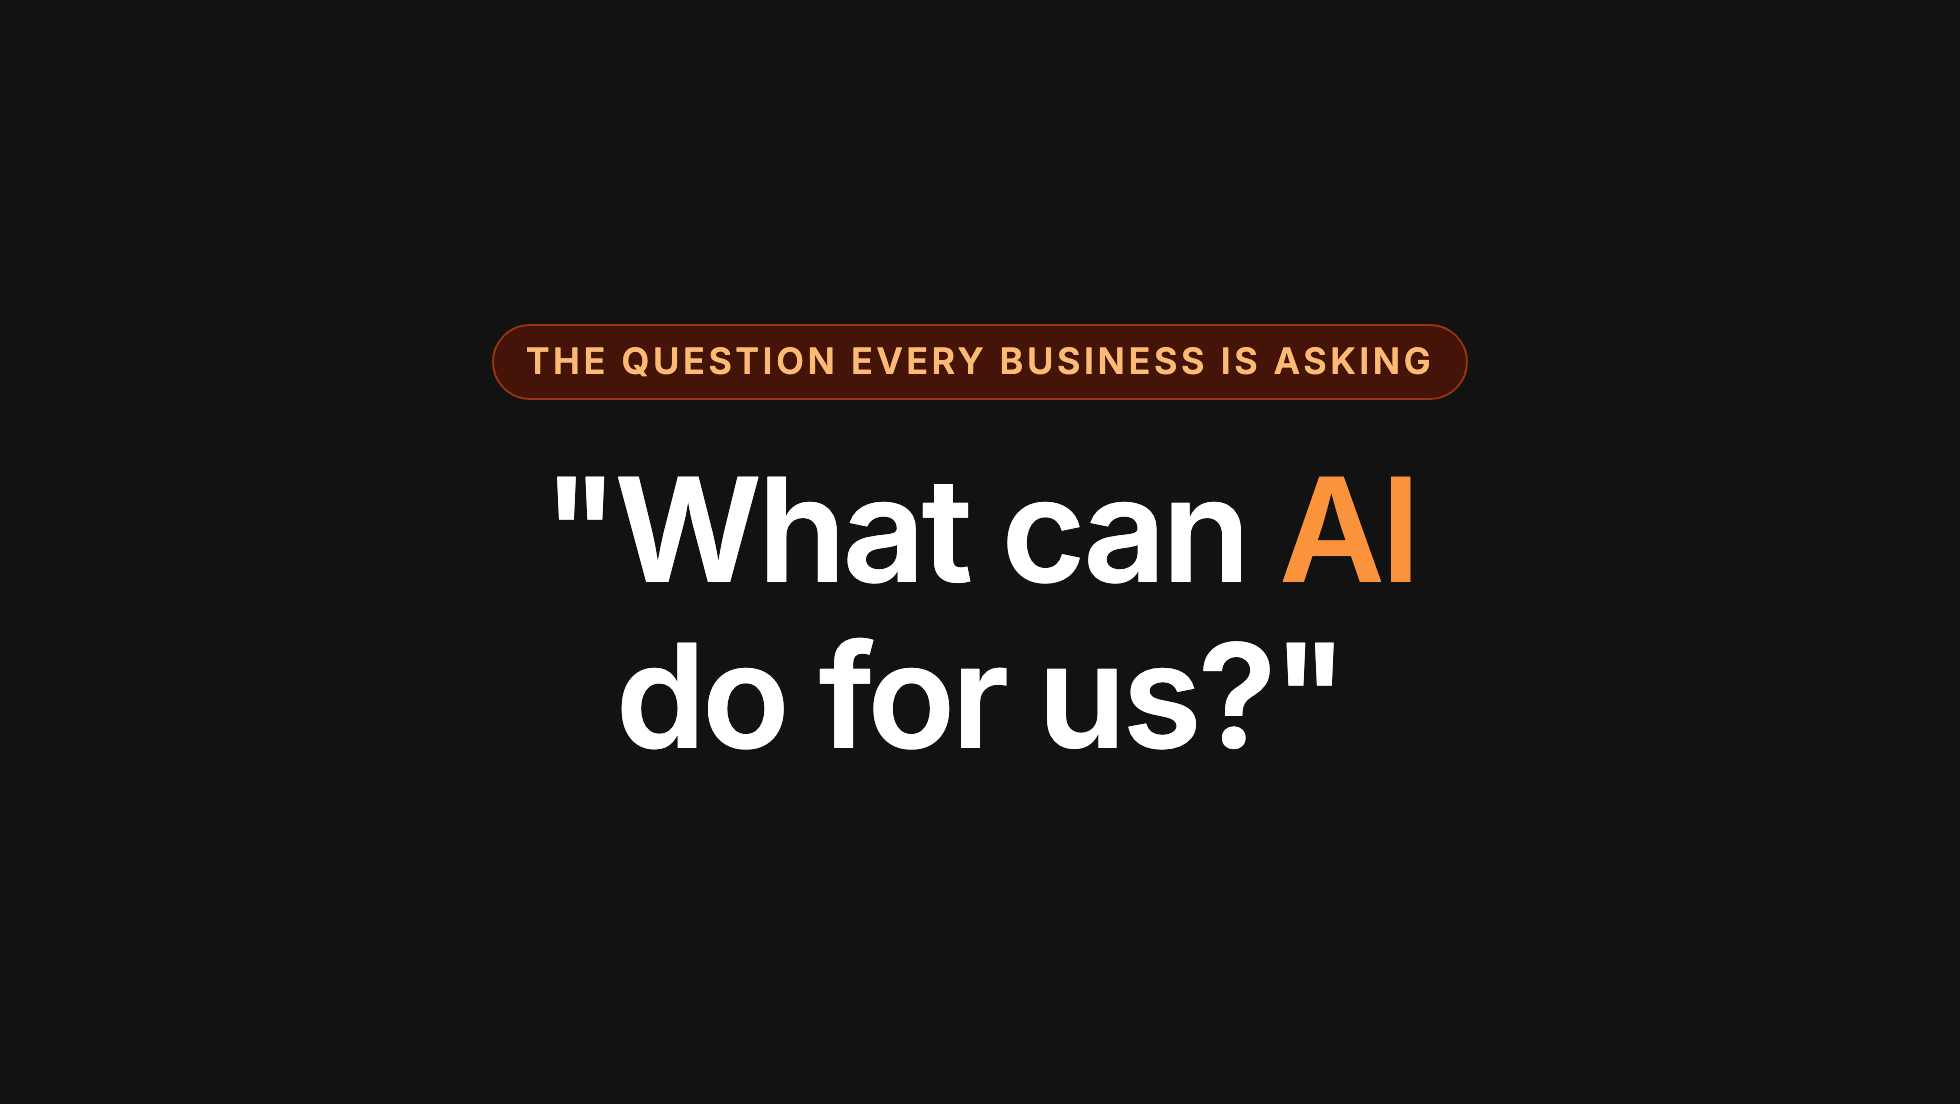 THE QUESTION EVERY BUSINESS IS ASKING
"What can AI
do for us?"